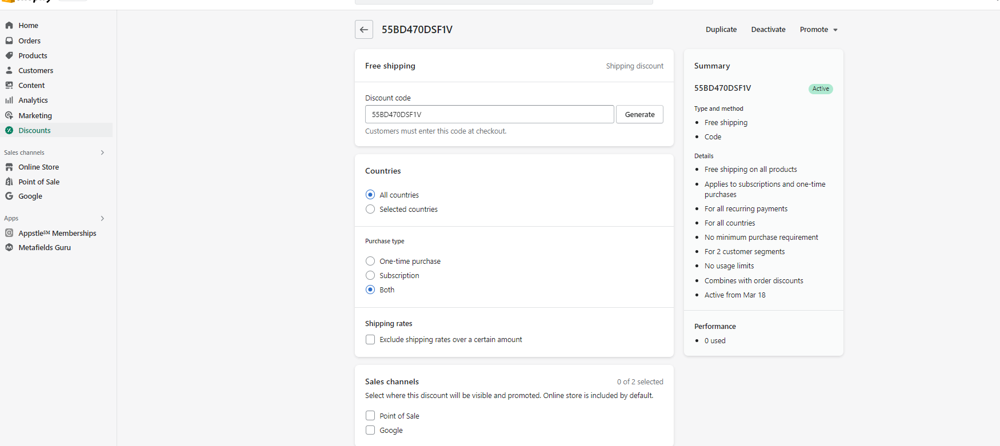 Home
Orders
Products
Customers
Content
Analytics
Marketing
Discounts
Sales channels
Online Store
Point of Sale
Google
Apps
Appstle℠ Memberships
Metafields Guru
55BD470DSF1V
Duplicate
Deactivate
Promote
Free shipping
Shipping discount
Discount code
55BD470DSF1V
Generate
Customers must enter this code at checkout.
Countries
All countries
Selected countries
Purchase type
One-time purchase
Subscription
Both
Shipping rates
Exclude shipping rates over a certain amount
Sales channels
0 of 2 selected
Select where this discount will be visible and promoted. Online store is included by default.
Point of Sale
Google
Summary
55BD470DSF1V
Active
Type and method
Free shipping
Code
Details
Free shipping on all products
Applies to subscriptions and one-time
purchases
For all recurring payments
For all countries
No minimum purchase requirement
For 2 customer segments
No usage limits
Combines with order discounts
Active from Mar 18
Performance
0 used